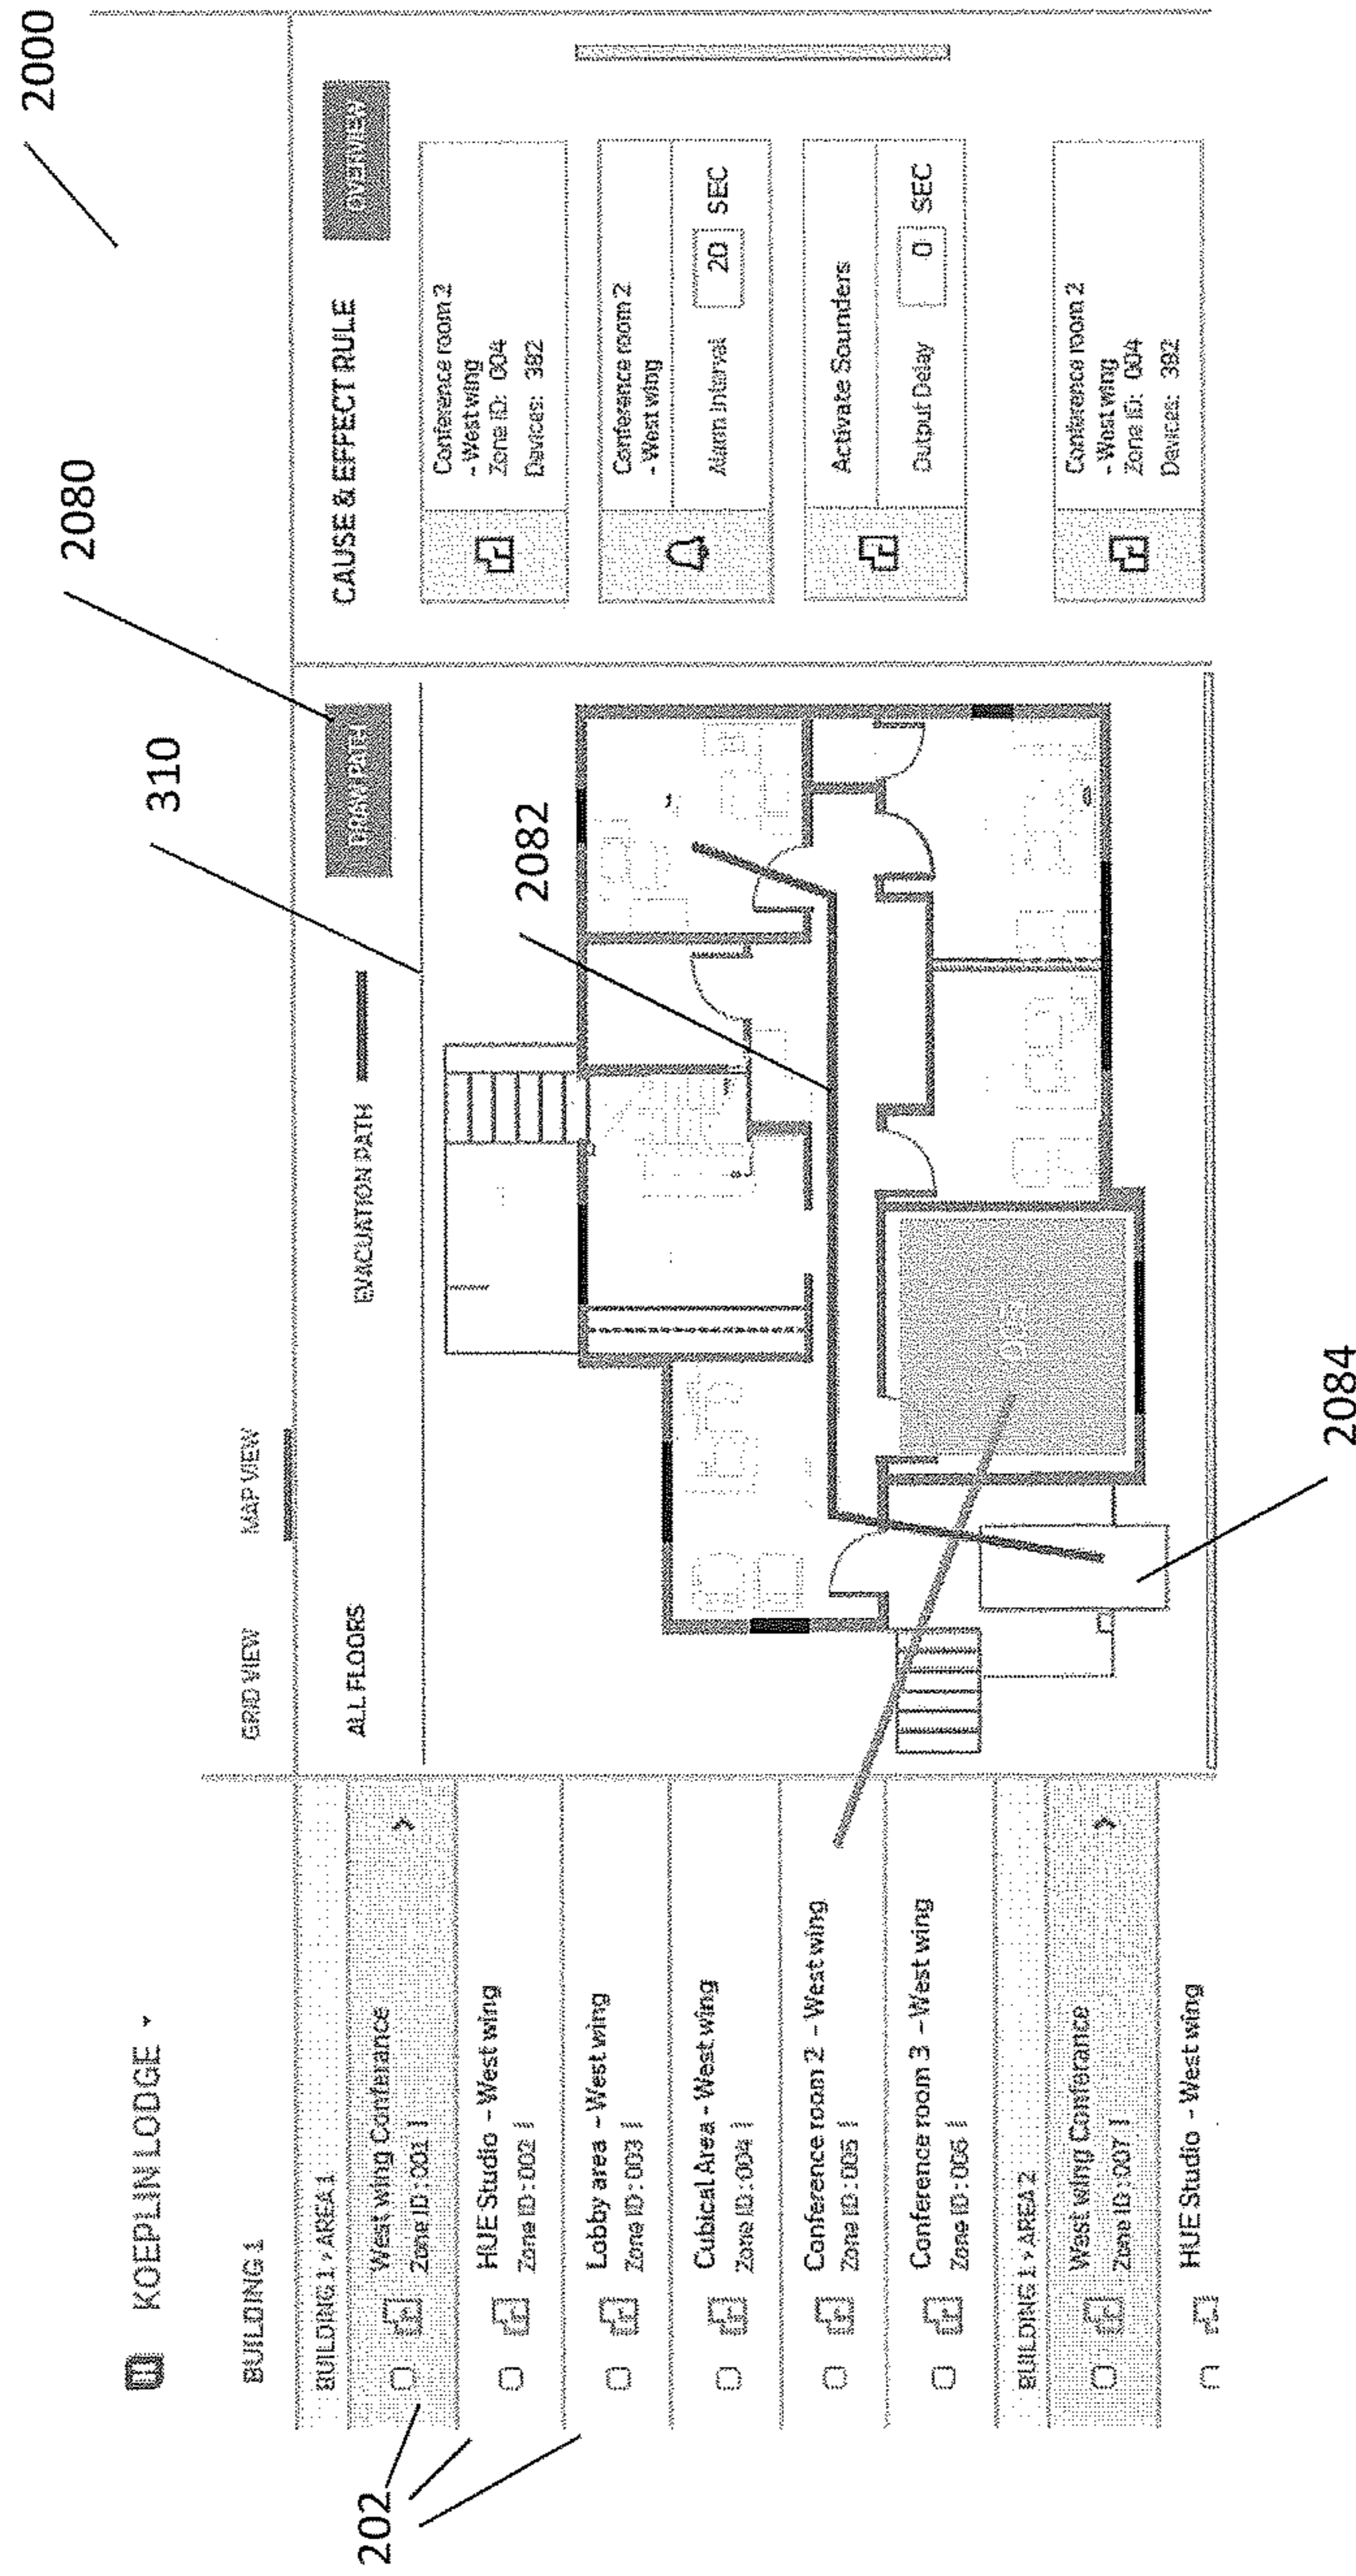 2000
KOEPLIN LODGE
BUILDING 1
GRID VIEW
MAP VIEW
2080
310
BUILDING 1 > AREA 1
West wing Conferance
Zone ID : 001 |
HUE Studio - West wing
Zone ID : 002 |
Lobby area - West wing
Zone ID : 003 |
Cubical Area - West wing
Zone ID : 004 |
Conference room 2 - West wing
Zone ID : 005 |
Conference room 3 - West wing
Zone ID : 006 |
BUILDING 1 > AREA 2
West wing Conferance
Zone ID : 007 |
HUE Studio - West wing
202
ALL FLOORS
EVACUATION PATH
DRAW PATH
2082
2084
CAUSE & EFFECT RULE
OVERVIEW
Conference room 2
- West wing
Zone ID: 004
Devices: 382
Conference room 2
- West wing
Alarm Interval
20
SEC
Activate Sounders
Output Delay
0
SEC
Conference room 2
- West wing
Zone ID: 004
Devices: 392